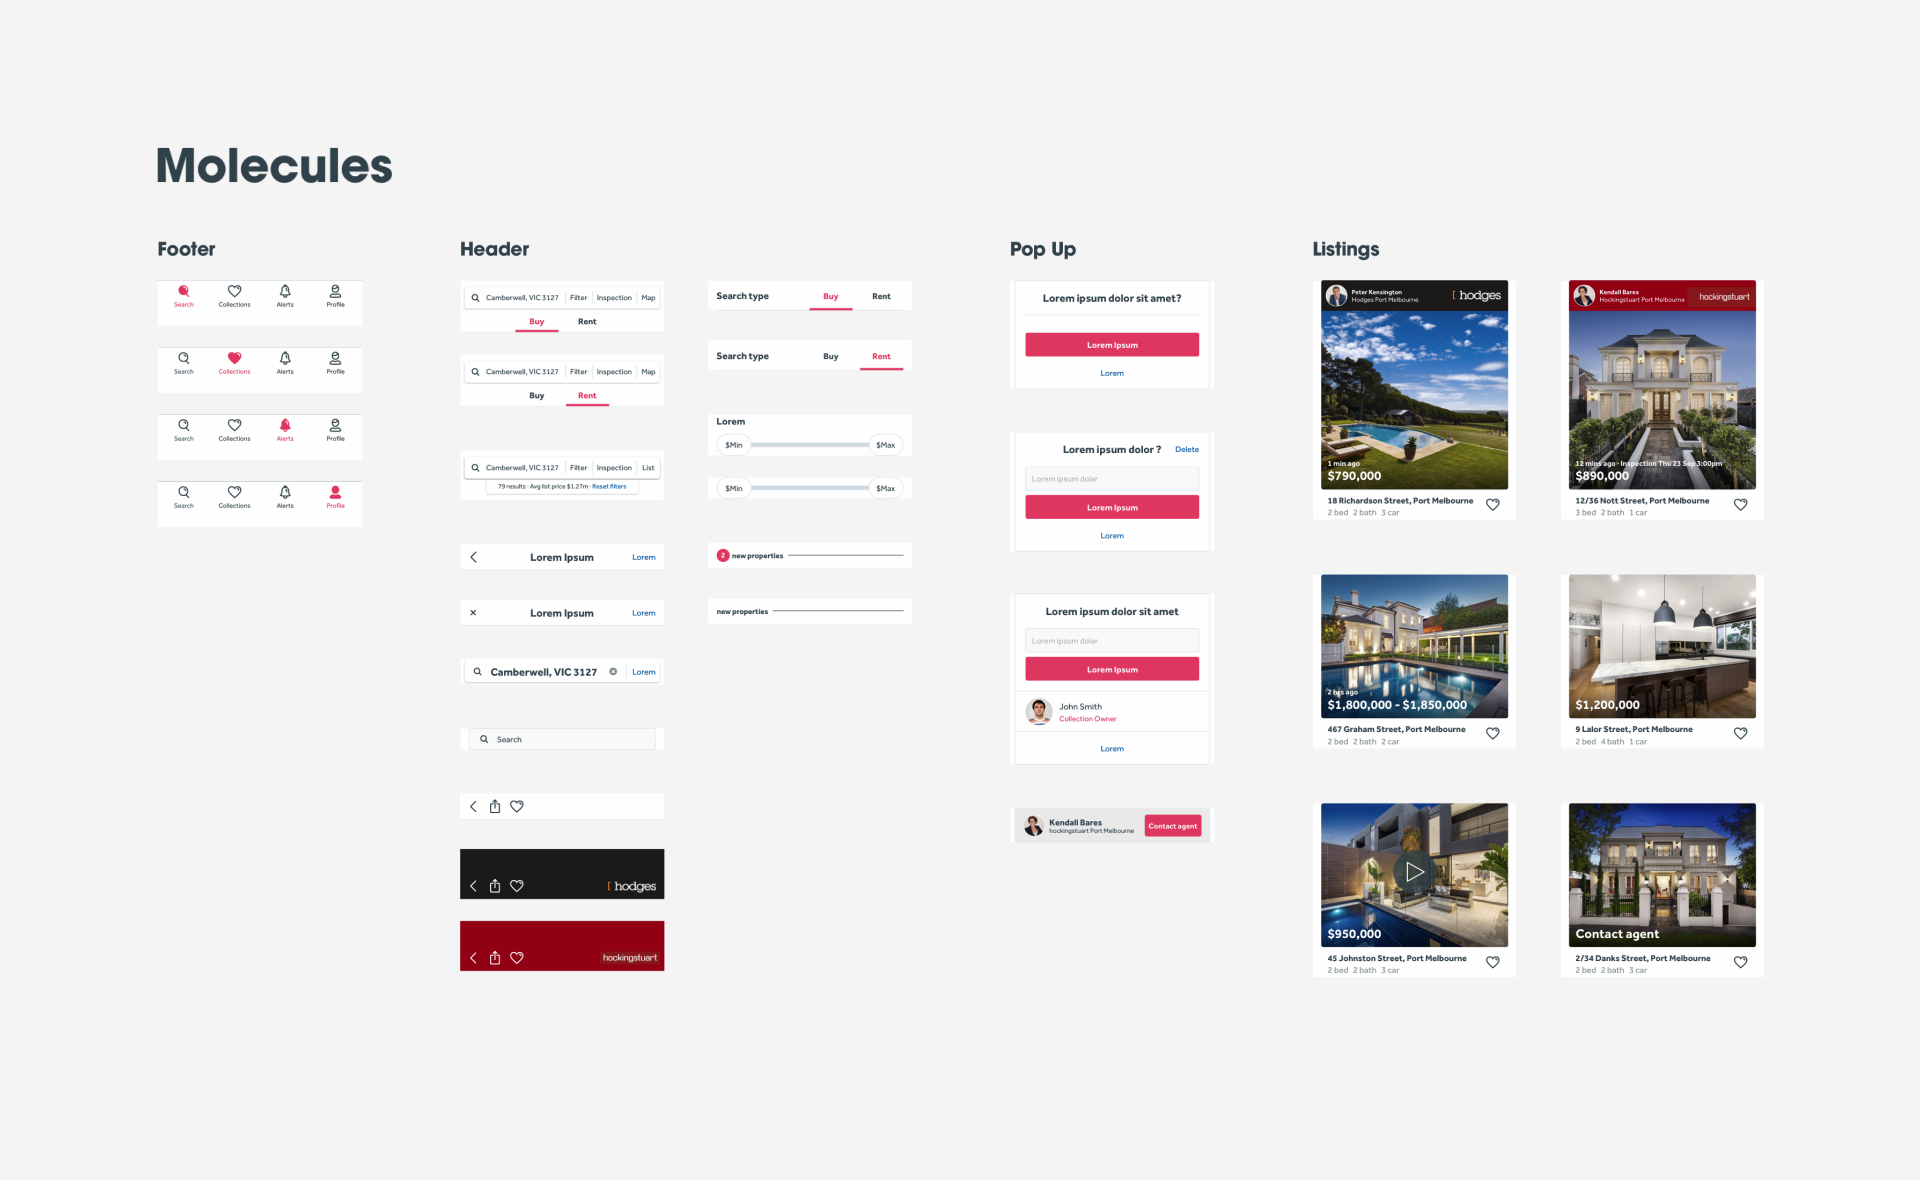 Molecules
Footer
Search Collections Alerts Profile
Search Collections Alerts Profile
Search Collections Alerts Profile
Search Collections Alerts Profile
Header
Camberwell, VIC 3127 Filter Inspection Map
Buy Rent
Camberwell, VIC 3127 Filter Inspection Map
Buy Rent
Camberwell, VIC 3127 Filter Inspection List
79 results · Avg list price $1.27m · Reset filters
Lorem Ipsum Lorem
Lorem Ipsum Lorem
Camberwell, VIC 3127 Lorem
Search
hodges
hockingstuart
Search type Buy Rent
Search type Buy Rent
Lorem
$Min $Max
$Min $Max
2 new properties
new properties
Pop Up
Lorem ipsum dolor sit amet?
Lorem Ipsum
Lorem
Lorem ipsum dolor ? Delete
Lorem ipsum dolar
Lorem Ipsum
Lorem
Lorem ipsum dolor sit amet
Lorem ipsum dolar
Lorem Ipsum
John Smith
Collection Owner
Lorem
Kendall Bares
hockingstuart Port Melbourne
Contact agent
Listings
Peter Kensington
Hodges Port Melbourne
hodges
1 min ago
$790,000
18 Richardson Street, Port Melbourne
2 bed 2 bath 3 car
Kendall Bares
Hockingstuart Port Melbourne
hockingstuart
12 mins ago · Inspection Thu 23 Sep 3:00pm
$890,000
12/36 Nott Street, Port Melbourne
3 bed 2 bath 1 car
2 hrs ago
$1,800,000 - $1,850,000
467 Graham Street, Port Melbourne
2 bed 2 bath 2 car
$1,200,000
9 Lalor Street, Port Melbourne
2 bed 4 bath 1 car
$950,000
45 Johnston Street, Port Melbourne
2 bed 2 bath 3 car
Contact agent
2/34 Danks Street, Port Melbourne
2 bed 2 bath 3 car